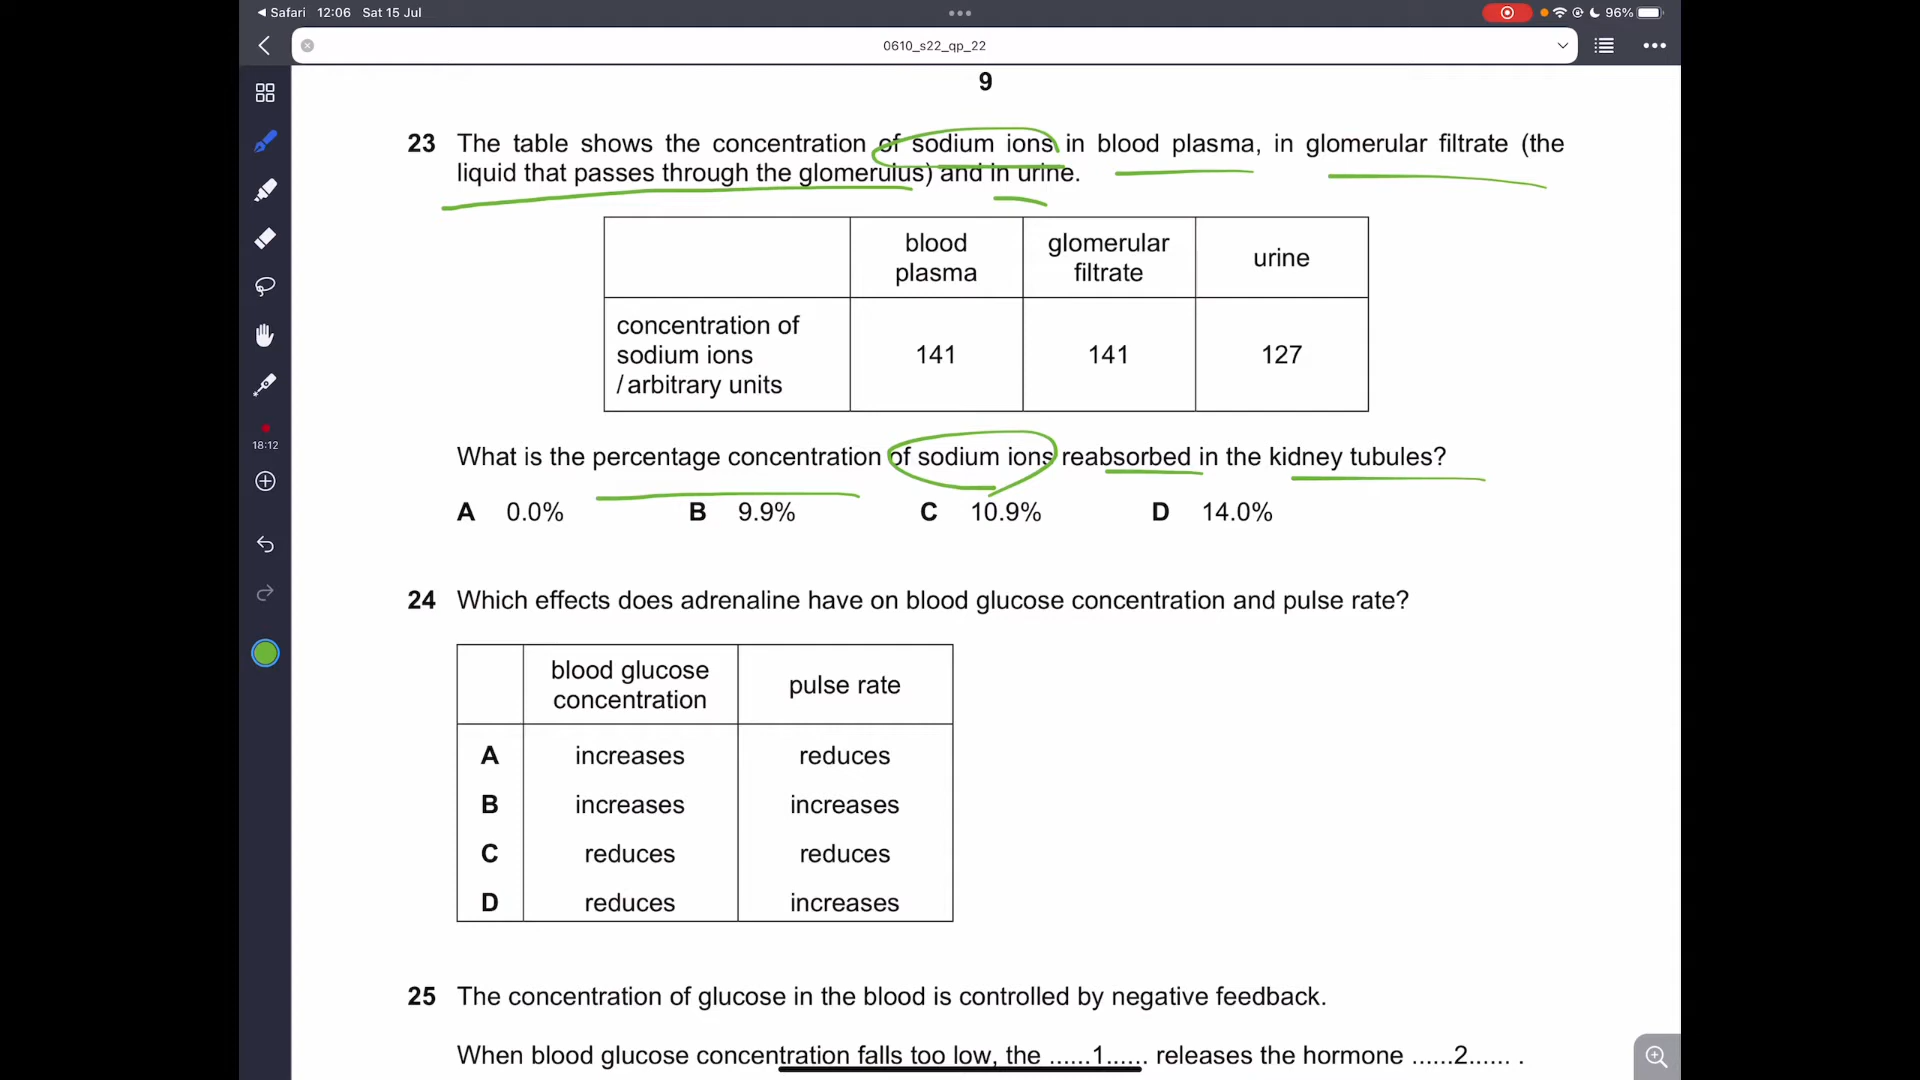 Safari 12:06 Sat 15 Jul
96%
0610_s22_qp_22
9
23 The table shows the concentration of sodium ions in blood plasma, in glomerular filtrate (the
liquid that passes through the glomerulus) and in urine.
blood
plasma
glomerular
filtrate
urine
concentration of
sodium ions
/ arbitrary units
141
141
127
18:12
What is the percentage concentration of sodium ions reabsorbed in the kidney tubules?
A 0.0% B 9.9% C 10.9% D 14.0%
24 Which effects does adrenaline have on blood glucose concentration and pulse rate?
blood glucose
concentration
pulse rate
A increases reduces
B increases increases
C reduces reduces
D reduces increases
25 The concentration of glucose in the blood is controlled by negative feedback.
When blood glucose concentration falls too low, the ......1...... releases the hormone ......2...... .